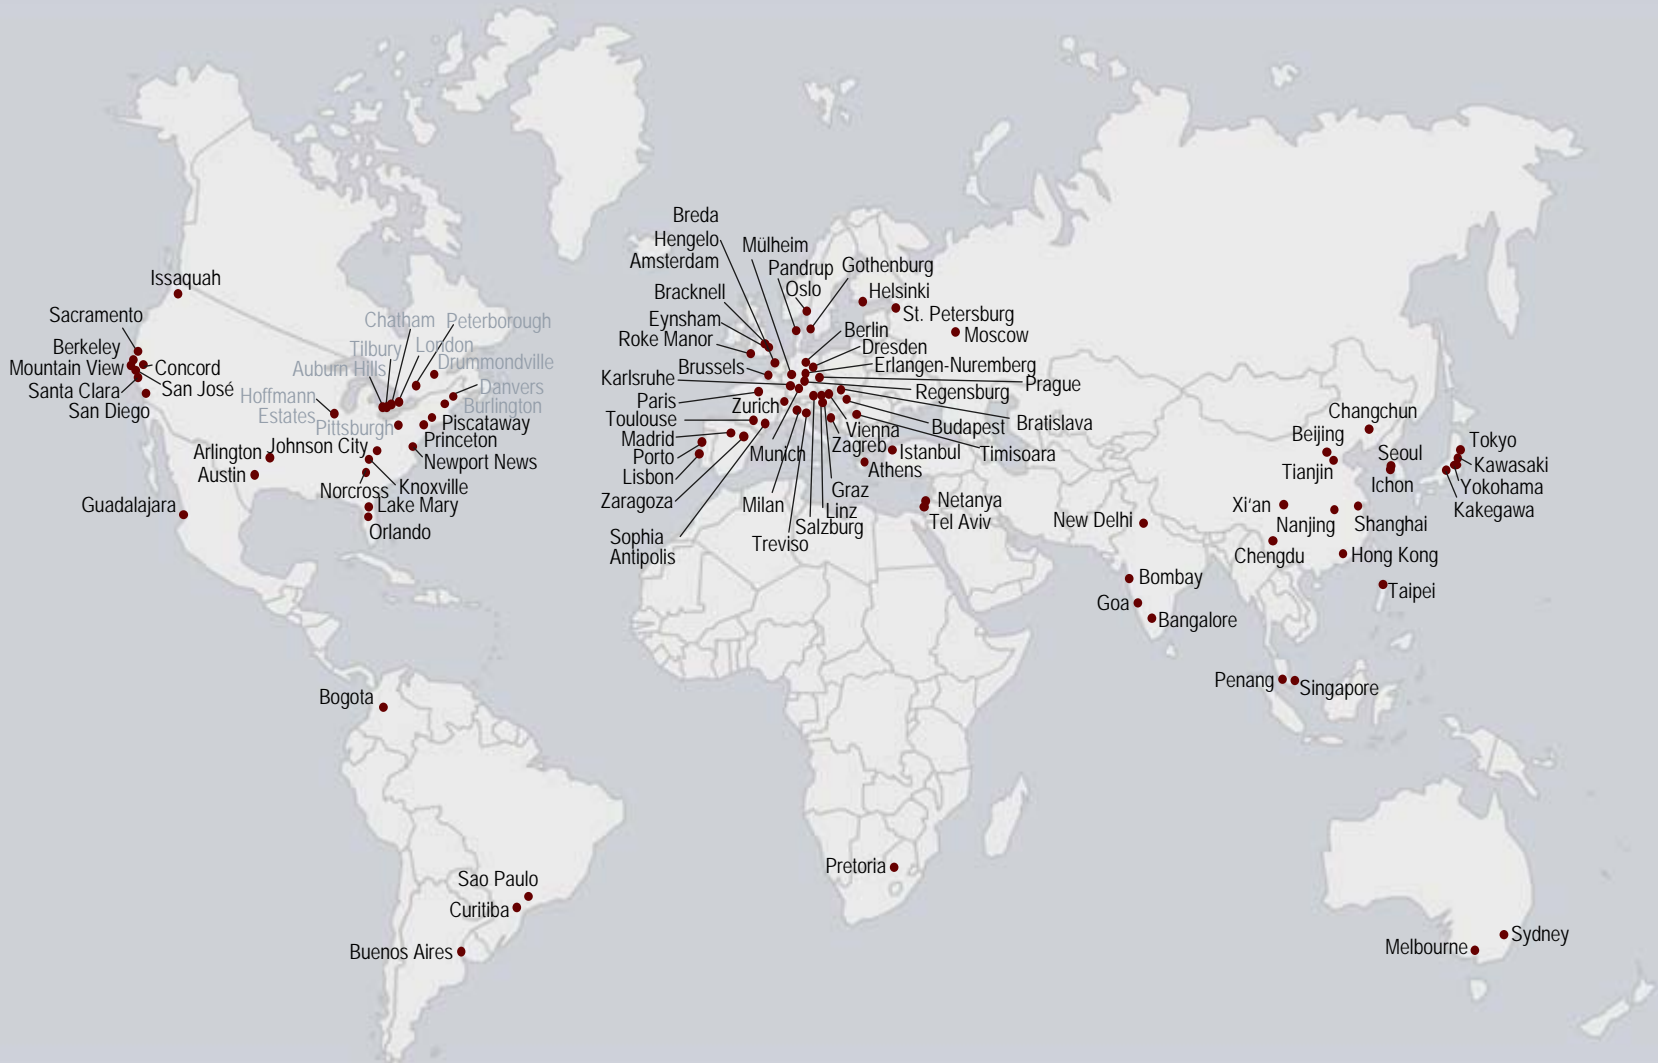 Issaquah
Sacramento
Berkeley
Mountain View
Concord
Santa Clara
San José
San Diego
Chatham
Peterborough
Tilbury
London
Auburn Hills
Drummondville
Hoffmann
Estates
Danvers
Burlington
Pittsburgh
Piscataway
Princeton
Newport News
Johnson City
Arlington
Austin
Norcross
Knoxville
Lake Mary
Orlando
Guadalajara
Bogota
Sao Paulo
Curitiba
Buenos Aires
Breda
Hengelo
Amsterdam
Mülheim
Pandrup
Oslo
Gothenburg
Helsinki
St. Petersburg
Moscow
Bracknell
Eynsham
Roke Manor
Brussels
Karlsruhe
Paris
Zurich
Toulouse
Madrid
Porto
Lisbon
Zaragoza
Sophia
Antipolis
Berlin
Dresden
Erlangen-Nuremberg
Prague
Regensburg
Bratislava
Budapest
Vienna
Zagreb
Timisoara
Istanbul
Athens
Munich
Milan
Treviso
Salzburg
Linz
Graz
Netanya
Tel Aviv
Pretoria
New Delhi
Bombay
Goa
Bangalore
Changchun
Beijing
Tianjin
Seoul
Ichon
Tokyo
Kawasaki
Yokohama
Kakegawa
Xi‘an
Nanjing
Shanghai
Chengdu
Hong Kong
Taipei
Penang
Singapore
Melbourne
Sydney